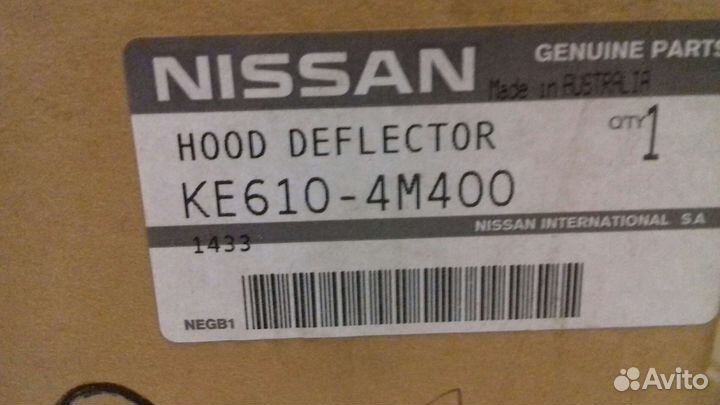 NISSAN
GENUINE PARTS
Made in AUSTRALIA
HOOD DEFLECTOR
QTY 1
KE610-4M400
NISSAN INTERNATIONAL SA
1433
NEGB1
Avito